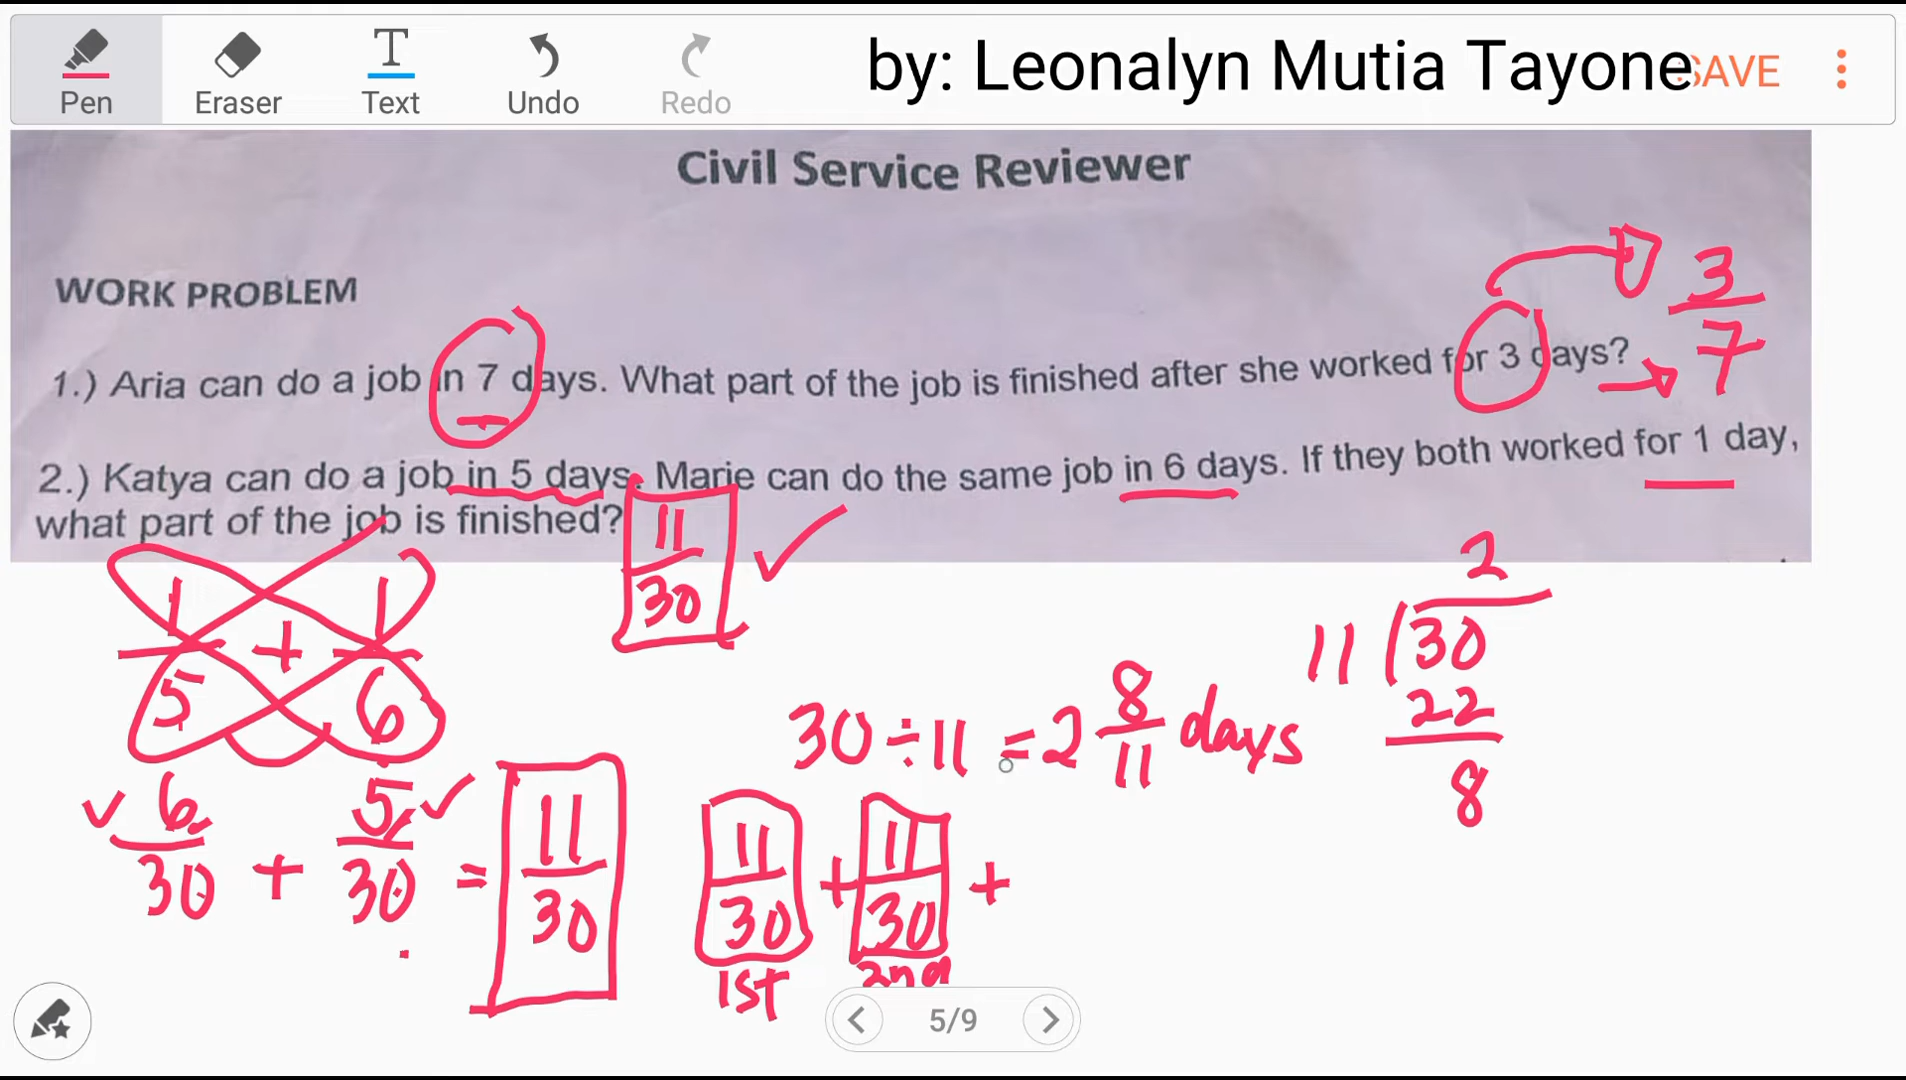 by: Leonalyn Mutia Tayone
SAVE
Pen
Eraser
Text
Undo
Redo
Civil Service Reviewer
WORK PROBLEM
1.) Aria can do a job in 7 days. What part of the job is finished after she worked for 3 days?
3/7
2.) Katya can do a job in 5 days. Marie can do the same job in 6 days. If they both worked for 1 day,
what part of the job is finished?
11/30 ✓
1/5 + 1/6
✓ 6/30 + 5/30 ✓ = 11/30
30 ÷ 11 = 2 8/11 days
2
11 ) 30
22
8
11/30 + 11/30 +
1st 2nd
5/9